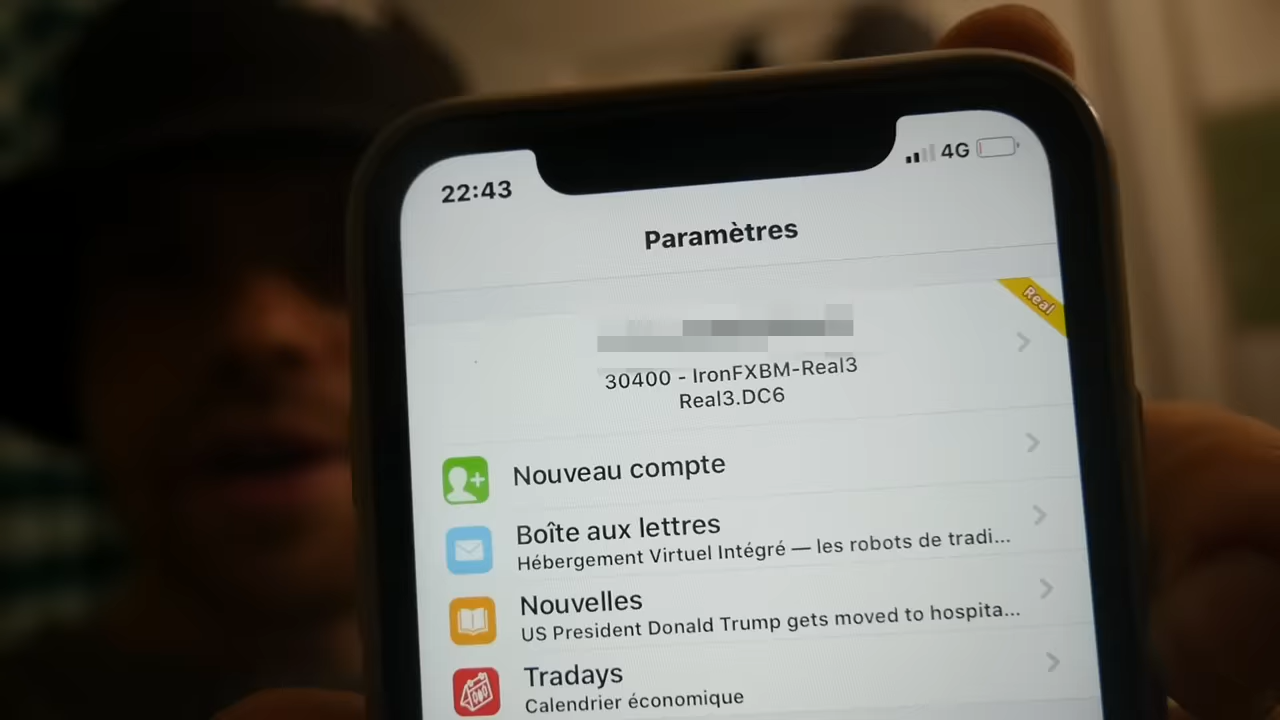 22:43
4G
Paramètres
Real
30400 - IronFXBM-Real3
Real3.DC6
Nouveau compte
Boîte aux lettres
Hébergement Virtuel Intégré — les robots de tradi...
Nouvelles
US President Donald Trump gets moved to hospita...
Tradays
Calendrier économique